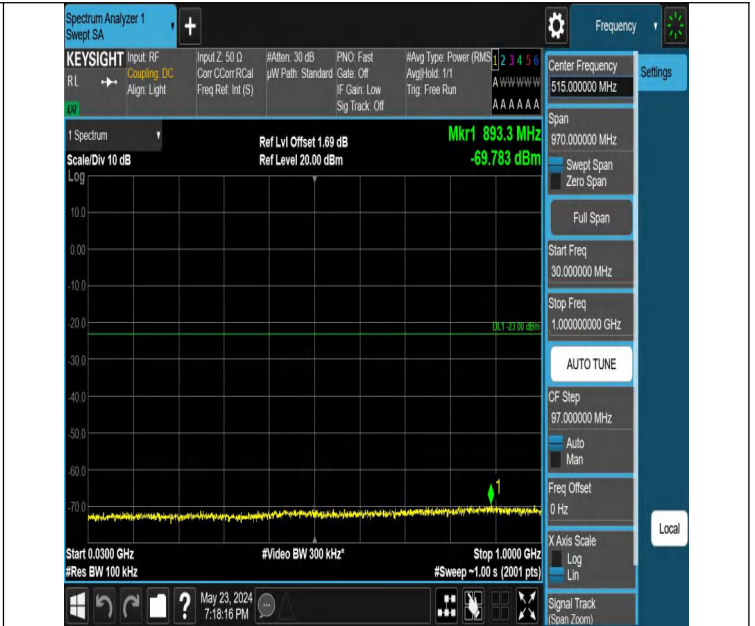 Spectrum Analyzer 1
Swept SA
+
Frequency
KEYSIGHT
RL
LXI
Input: RF
Coupling: DC
Align: Light
Input Z: 50 Ω
Corr CCorr RCal
Freq Ref: Int (S)
#Atten: 30 dB
µW Path: Standard
PNO: Fast
Gate: Off
IF Gain: Low
Sig Track: Off
#Avg Type: Power (RMS
Avg|Hold: 1/1
Trig: Free Run
1 2 3 4 5 6
A W W W W W
A A A A A A
1 Spectrum
Scale/Div 10 dB
Log
Ref Lvl Offset 1.69 dB
Ref Level 20.00 dBm
Mkr1 893.3 MHz
-69.783 dBm
10.0
0.00
-10.0
-20.0
DL1 -23.00 dBm
-30.0
-40.0
-50.0
-60.0
1
-70.0
Start 0.0300 GHz
#Res BW 100 kHz
#Video BW 300 kHz*
Stop 1.0000 GHz
#Sweep ~1.00 s (2001 pts)
Center Frequency
515.000000 MHz
Settings
Span
970.000000 MHz
Swept Span
Zero Span
Full Span
Start Freq
30.000000 MHz
Stop Freq
1.000000000 GHz
AUTO TUNE
CF Step
97.000000 MHz
Auto
Man
Freq Offset
0 Hz
X Axis Scale
Log
Lin
Local
Signal Track
(Span Zoom)
?
May 23, 2024
7:18:16 PM